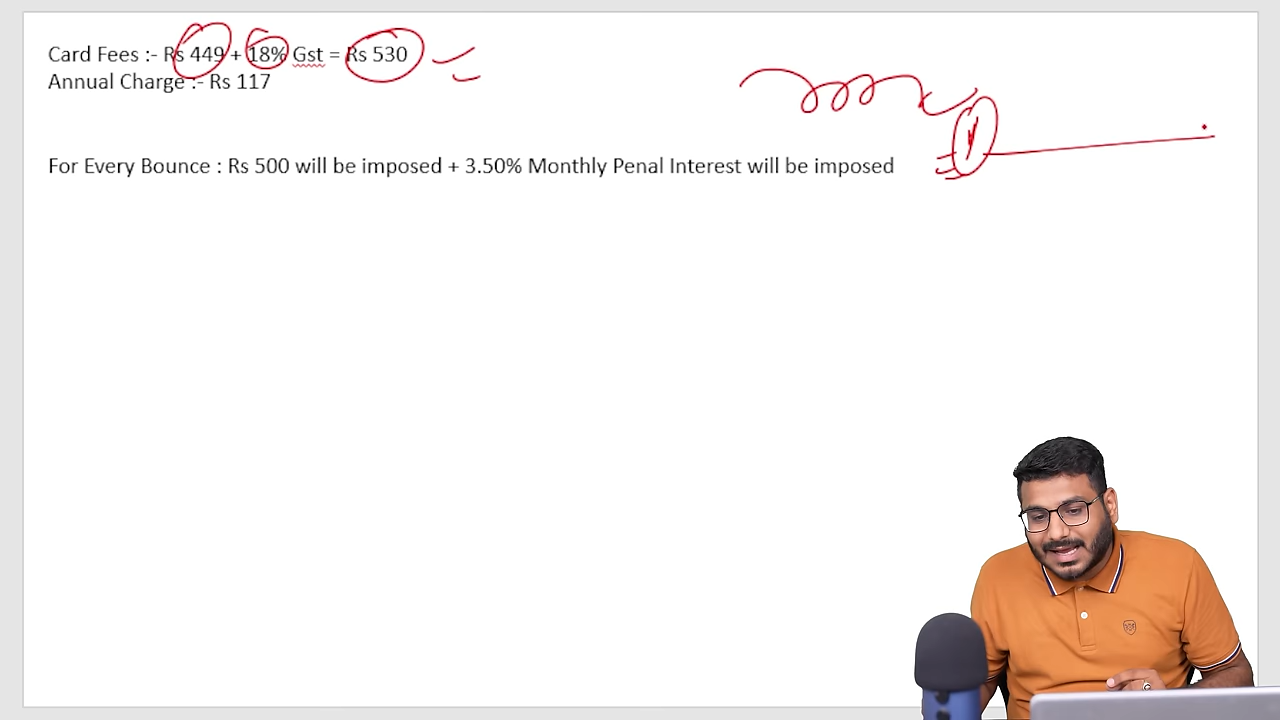 Card Fees :- Rs 449 + 18% Gst = Rs 530
Annual Charge :- Rs 117
For Every Bounce : Rs 500 will be imposed + 3.50% Monthly Penal Interest will be imposed